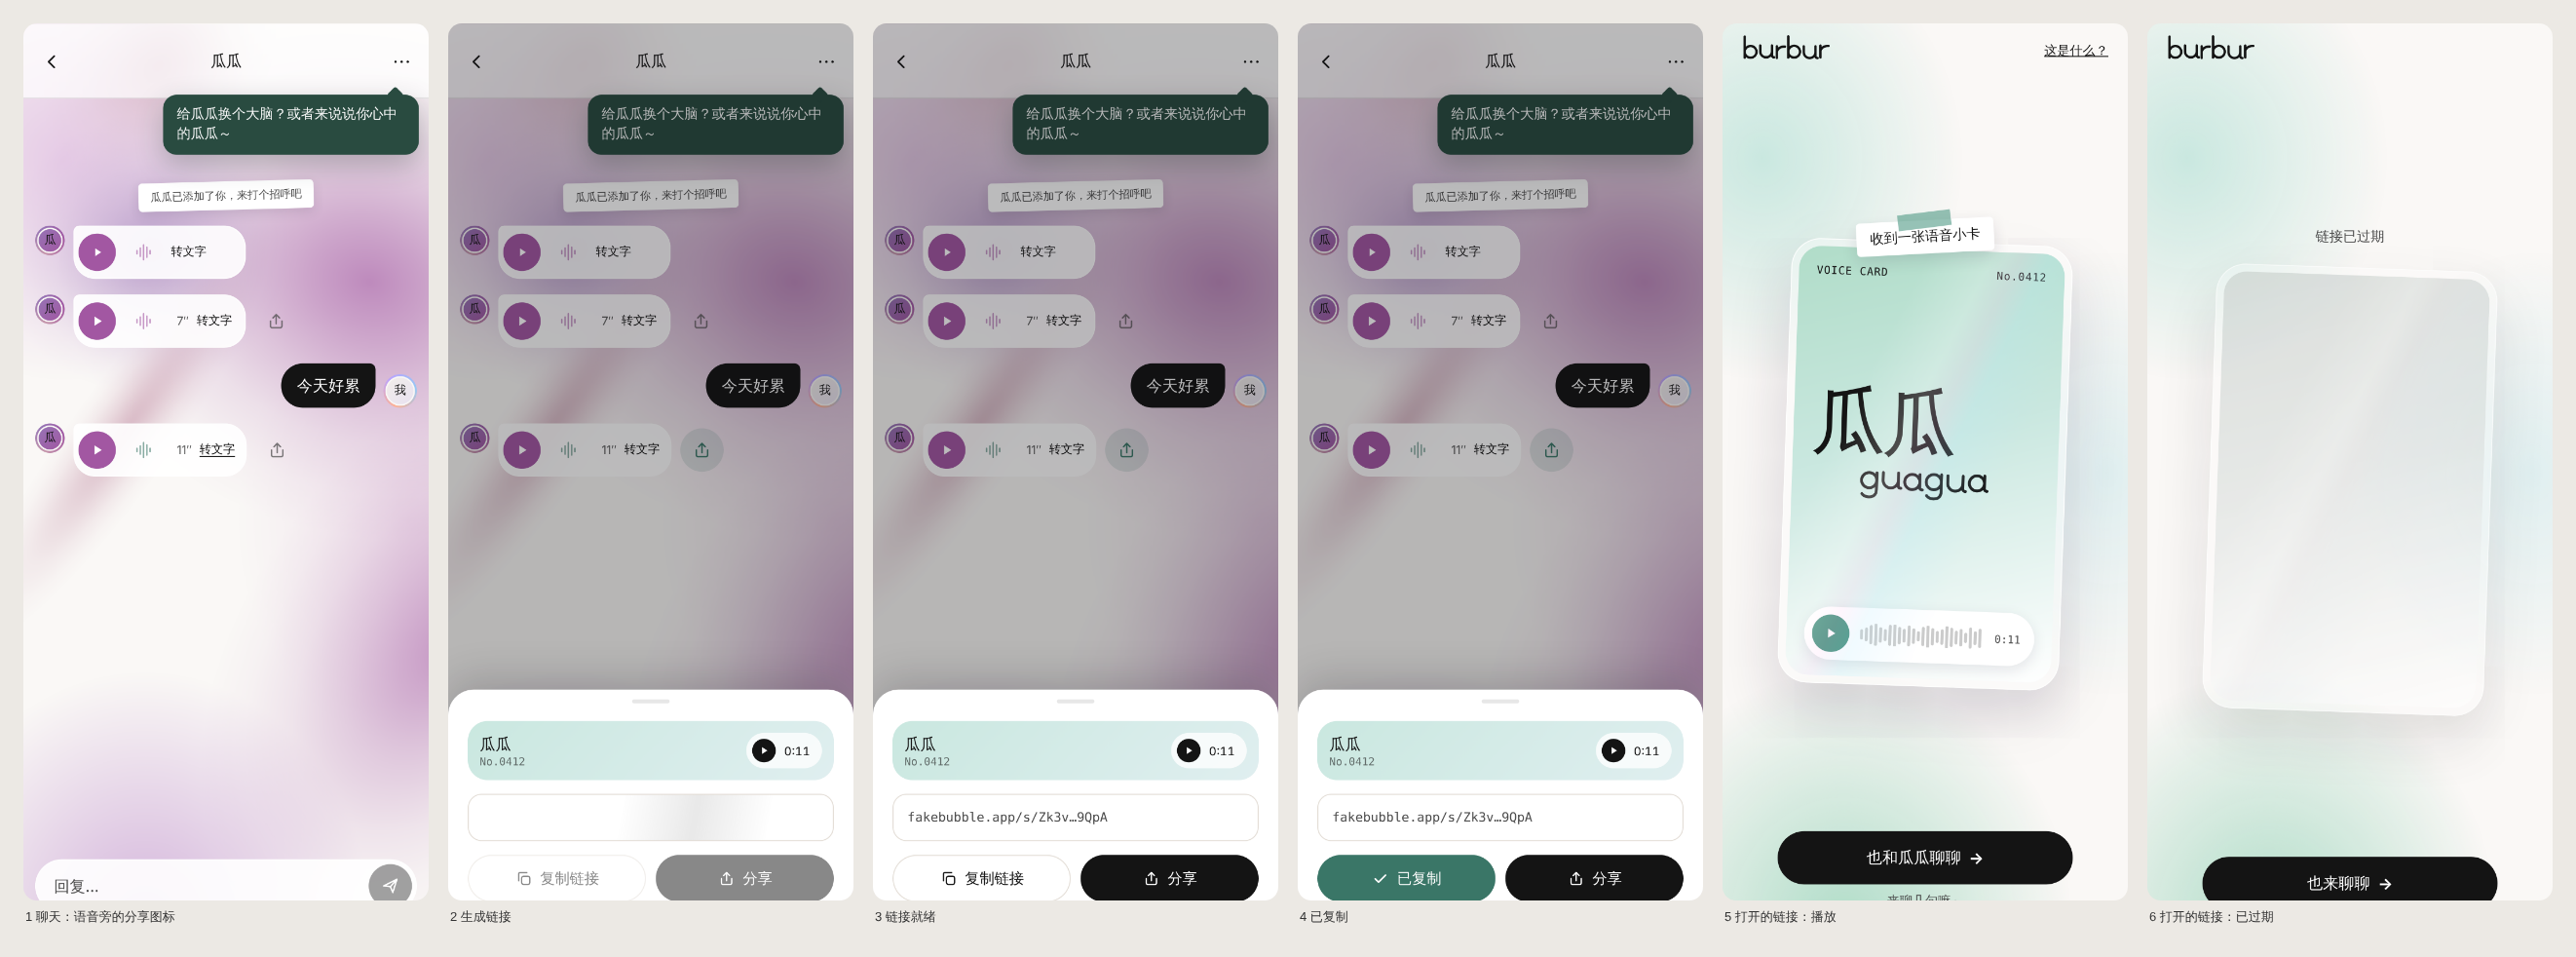 瓜瓜
给瓜瓜换个大脑？或者来说说你心中
的瓜瓜～
瓜瓜已添加了你，来打个招呼吧
瓜
转文字
瓜
7″ 转文字
今天好累
我
瓜
11″ 转文字
回复...
1 聊天：语音旁的分享图标
瓜瓜
给瓜瓜换个大脑？或者来说说你心中
的瓜瓜～
瓜瓜已添加了你，来打个招呼吧
瓜
转文字
瓜
7″ 转文字
今天好累
我
瓜
11″ 转文字
瓜瓜
No.0412
0:11
复制链接
分享
2 生成链接
瓜瓜
给瓜瓜换个大脑？或者来说说你心中
的瓜瓜～
瓜瓜已添加了你，来打个招呼吧
瓜
转文字
瓜
7″ 转文字
今天好累
我
瓜
11″ 转文字
瓜瓜
No.0412
0:11
fakebubble.app/s/Zk3v…9QpA
复制链接
分享
3 链接就绪
瓜瓜
给瓜瓜换个大脑？或者来说说你心中
的瓜瓜～
瓜瓜已添加了你，来打个招呼吧
瓜
转文字
瓜
7″ 转文字
今天好累
我
瓜
11″ 转文字
瓜瓜
No.0412
0:11
fakebubble.app/s/Zk3v…9QpA
已复制
分享
4 已复制
burbur
这是什么？
收到一张语音小卡
VOICE CARD
No.0412
瓜瓜
guagua
0:11
也和瓜瓜聊聊 →
5 打开的链接：播放
burbur
链接已过期
也来聊聊 →
6 打开的链接：已过期